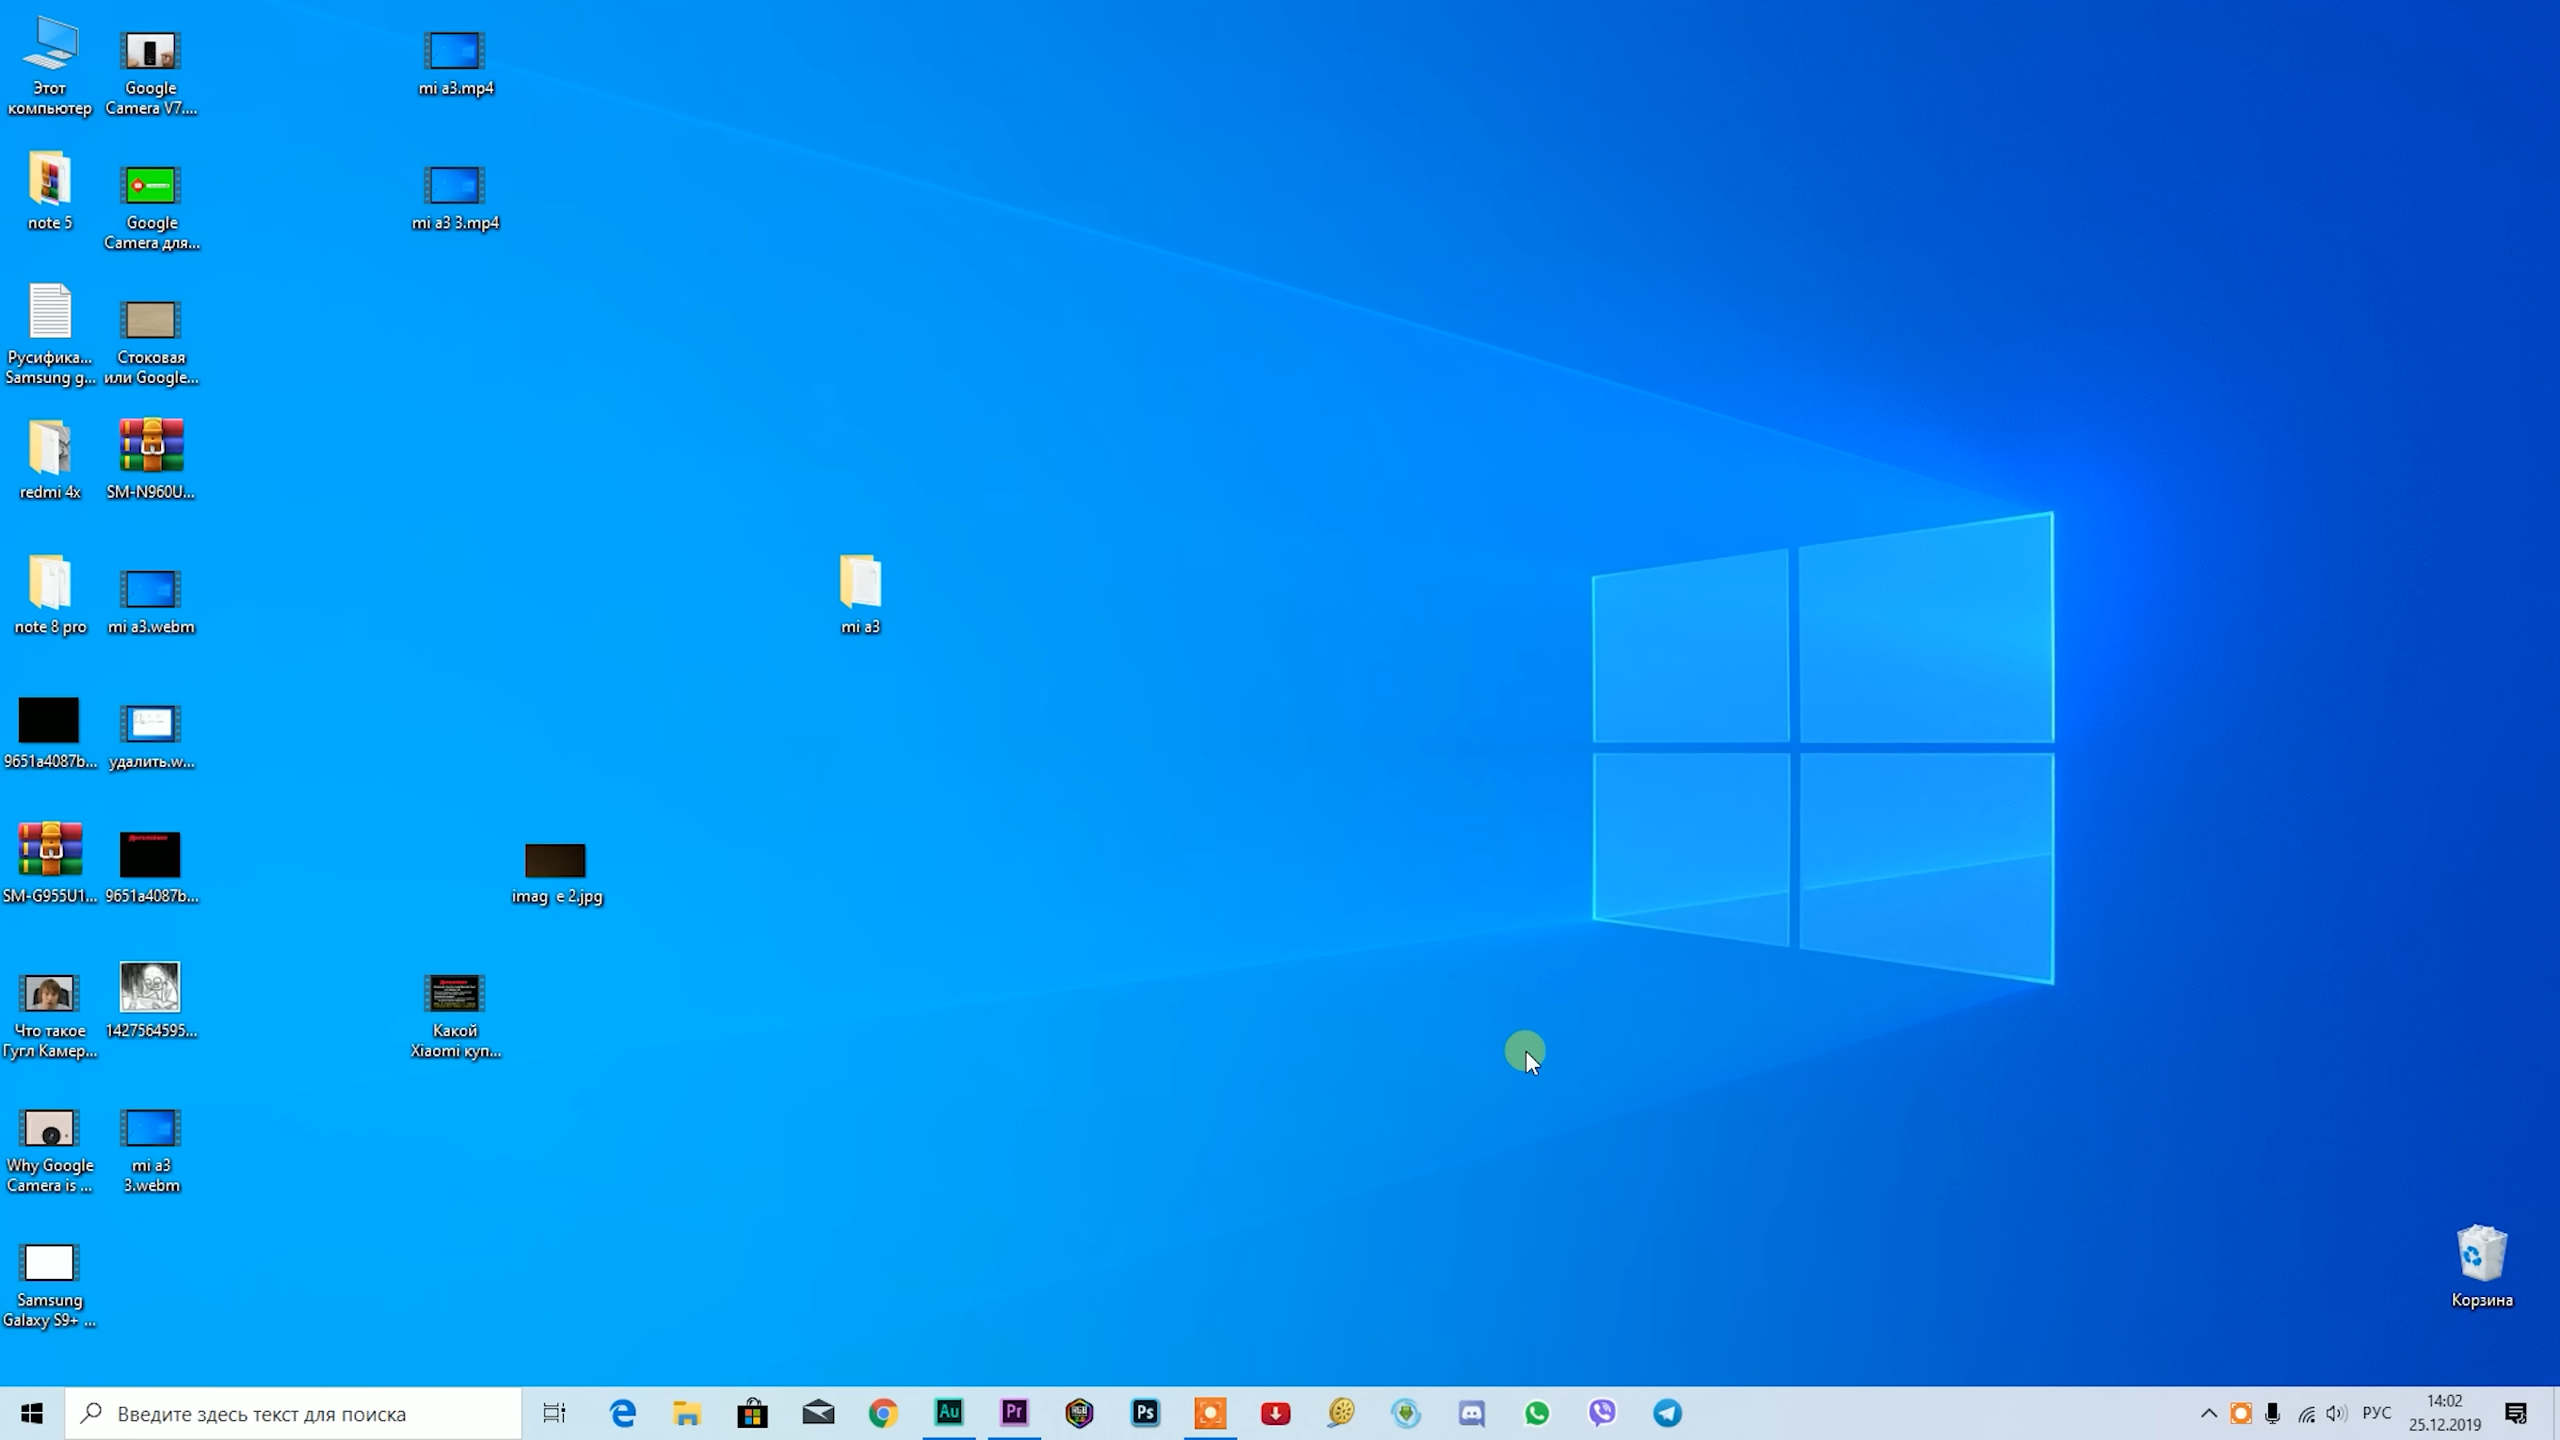 Этот
компьютер
Google
Camera V7....
mi a3.mp4
note 5
Google
Camera для...
mi a3 3.mp4
Русифика...
Samsung g...
Стоковая
или Google...
redmi 4x
SM-N960U...
note 8 pro
mi a3.webm
mi a3
9651a4087b...
удалить.w...
SM-G955U1...
9651a4087b...
imag e 2.jpg
Что такое
Гугл Камер...
1427564595...
Какой
Xiaomi куп...
Why Google
Camera is ...
mi a3
3.webm
Samsung
Galaxy S9+ ...
Корзина
Введите здесь текст для поиска
Au
Pr
Ps
РУС
14:02
25.12.2019